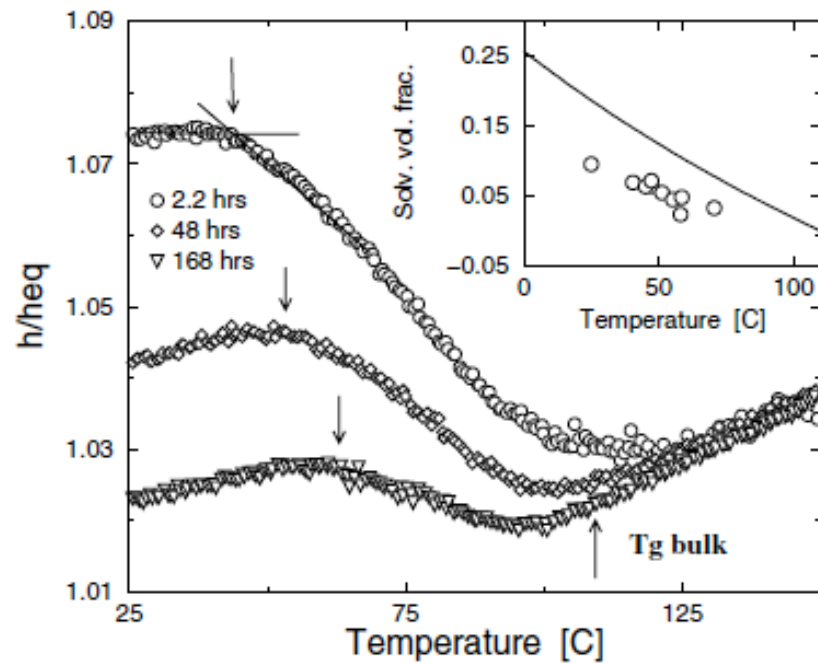 1.09
1.07
1.05
1.03
1.01
h/heq
2.2 hrs
48 hrs
168 hrs
0.25
0.15
0.05
−0.05
Solv. vol. frac.
0
50
100
Temperature [C]
Tg bulk
25
75
125
Temperature [C]